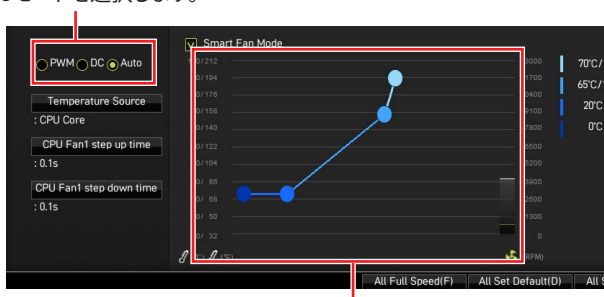 モードを選択します。
PWM DC Auto
Smart Fan Mode
Temperature Source
: CPU Core
CPU Fan1 step up time
: 0.1s
CPU Fan1 step down time
: 0.1s
0/212
0/194
0/176
0/158
0/140
0/122
0/104
0/ 86
0/ 68
0/ 50
0/ 32
(°F)
3000
1700
0400
9100
7800
6500
5200
3900
2600
1300
0
(RPM)
70°C/
65°C/
20°C
0°C
All Full Speed(F)
All Set Default(D)
All S